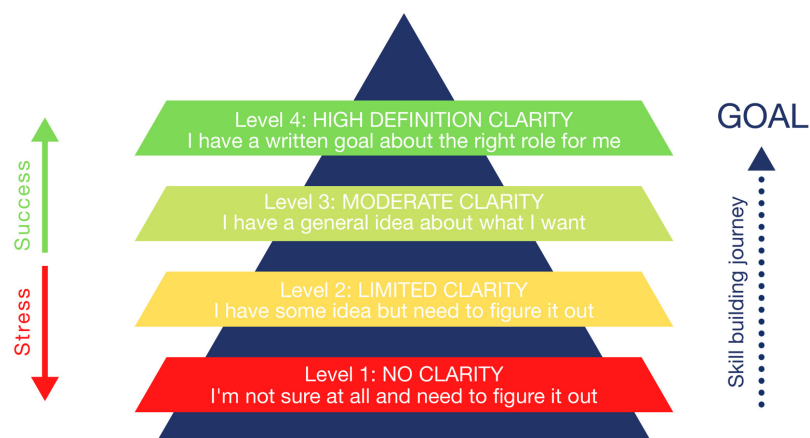 Level 4: HIGH DEFINITION CLARITY
I have a written goal about the right role for me
GOAL
Level 3: MODERATE CLARITY
I have a general idea about what I want
Success
Level 2: LIMITED CLARITY
I have some idea but need to figure it out
Stress
Skill building journey
Level 1: NO CLARITY
I'm not sure at all and need to figure it out